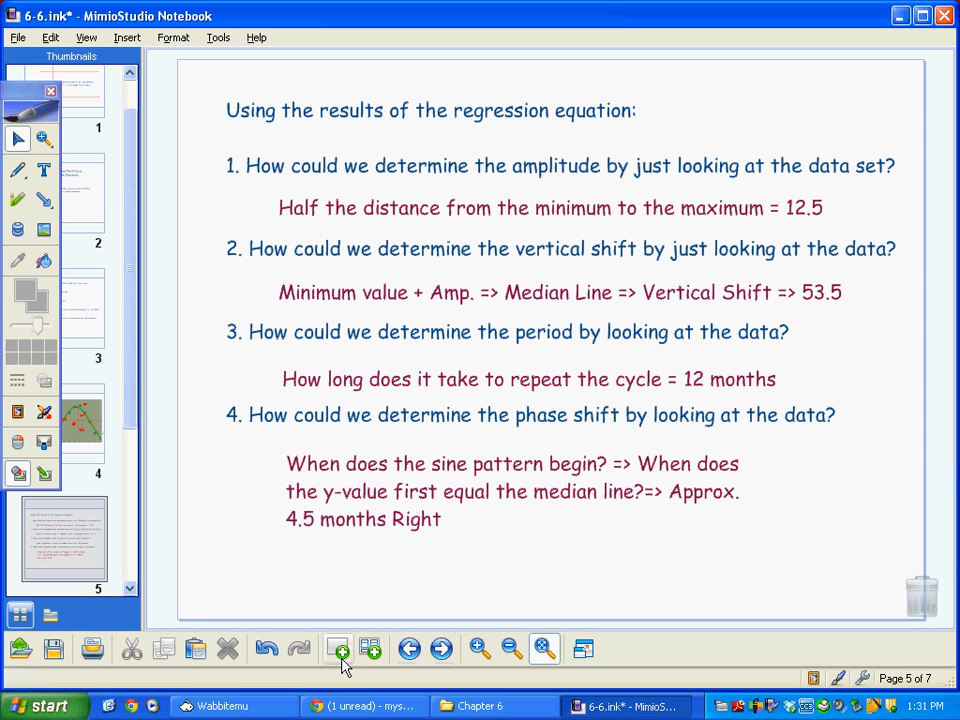 6-6.ink* - MimioStudio Notebook
File Edit View Insert Format Tools Help
Thumbnails
1
2
3
4
5
Using the results of the regression equation:
1. How could we determine the amplitude by just looking at the data set?
Half the distance from the minimum to the maximum = 12.5
2. How could we determine the vertical shift by just looking at the data?
Minimum value + Amp. => Median Line => Vertical Shift => 53.5
3. How could we determine the period by looking at the data?
How long does it take to repeat the cycle = 12 months
4. How could we determine the phase shift by looking at the data?
When does the sine pattern begin? => When does
the y-value first equal the median line?=> Approx.
4.5 months Right
Page 5 of 7
start
Wabbitemu
(1 unread) - mys...
Chapter 6
6-6.ink* - MimioS...
1:31 PM